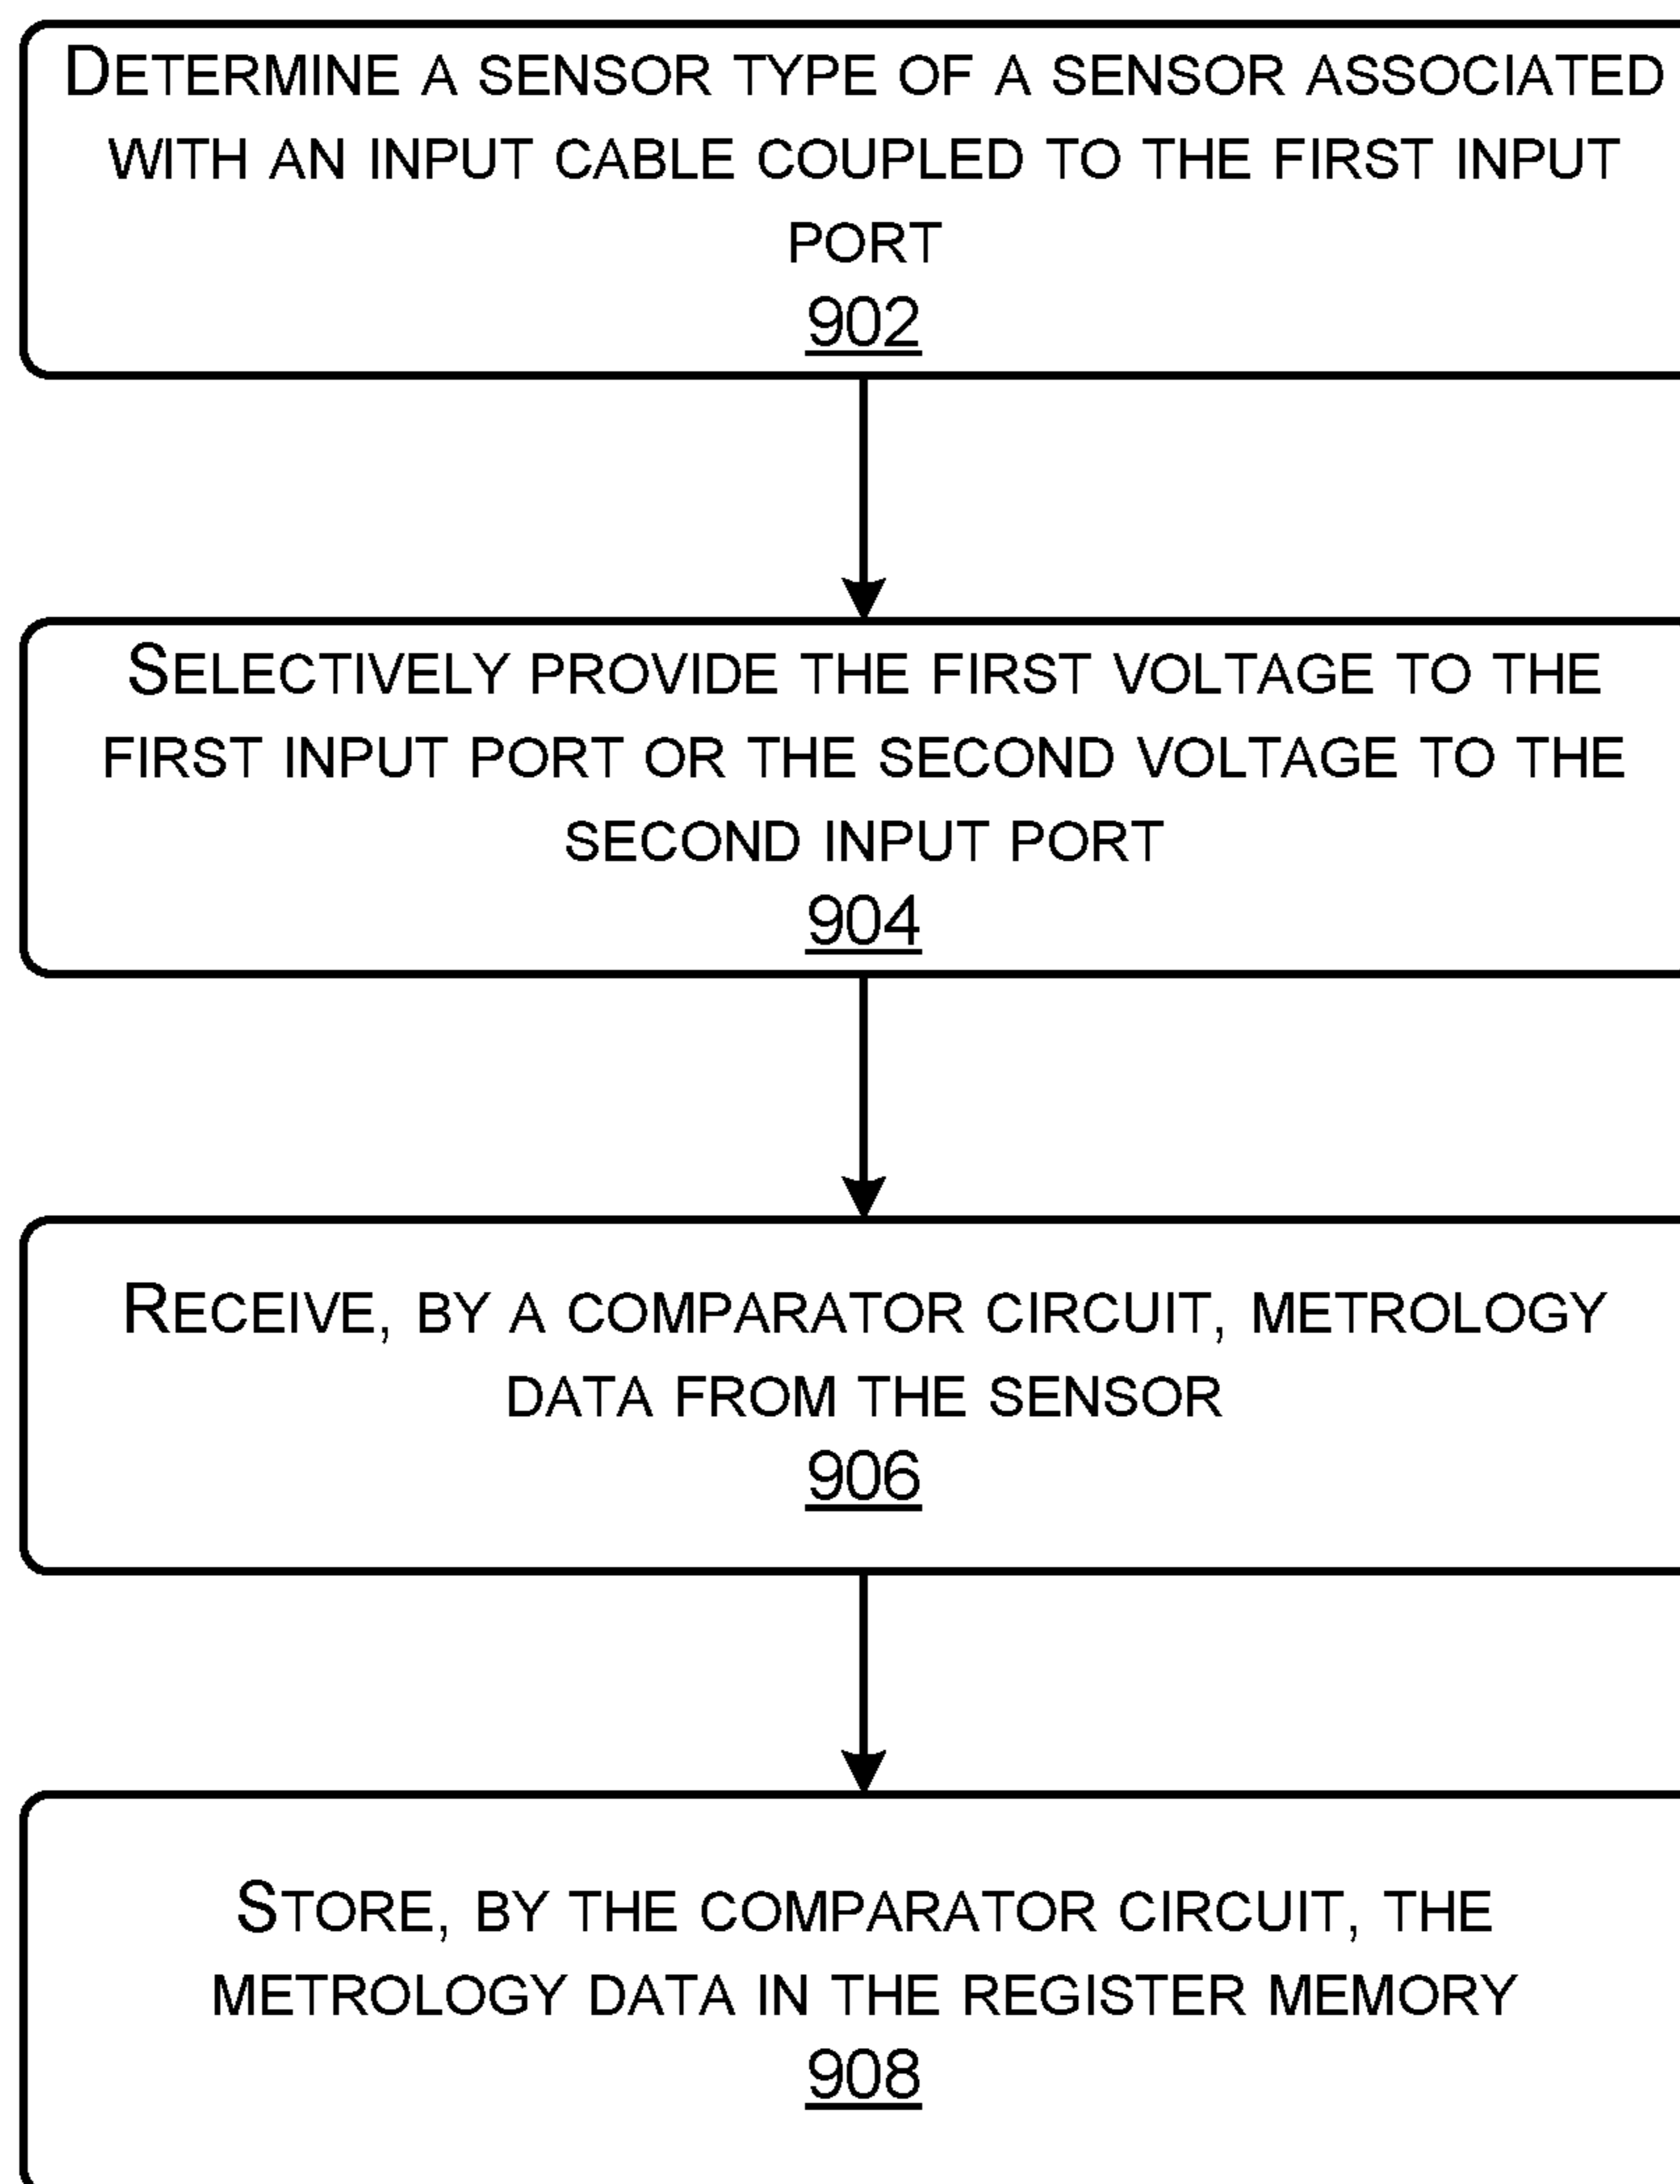 DETERMINE A SENSOR TYPE OF A SENSOR ASSOCIATED
WITH AN INPUT CABLE COUPLED TO THE FIRST INPUT
PORT
902
SELECTIVELY PROVIDE THE FIRST VOLTAGE TO THE
FIRST INPUT PORT OR THE SECOND VOLTAGE TO THE
SECOND INPUT PORT
904
RECEIVE, BY A COMPARATOR CIRCUIT, METROLOGY
DATA FROM THE SENSOR
906
STORE, BY THE COMPARATOR CIRCUIT, THE
METROLOGY DATA IN THE REGISTER MEMORY
908